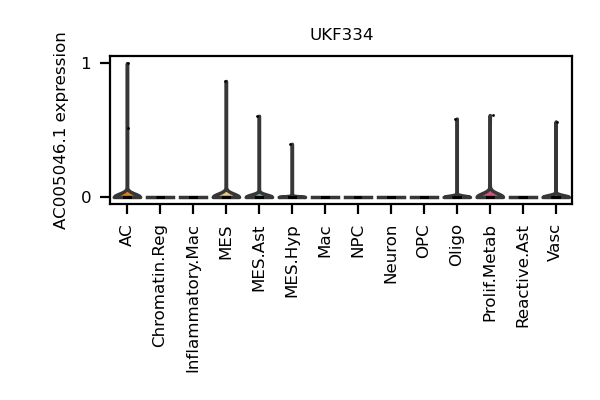 UKF334
AC005046.1 expression
1
0
AC
Chromatin.Reg
Inflammatory.Mac
MES
MES.Ast
MES.Hyp
Mac
NPC
Neuron
OPC
Oligo
Prolif.Metab
Reactive.Ast
Vasc